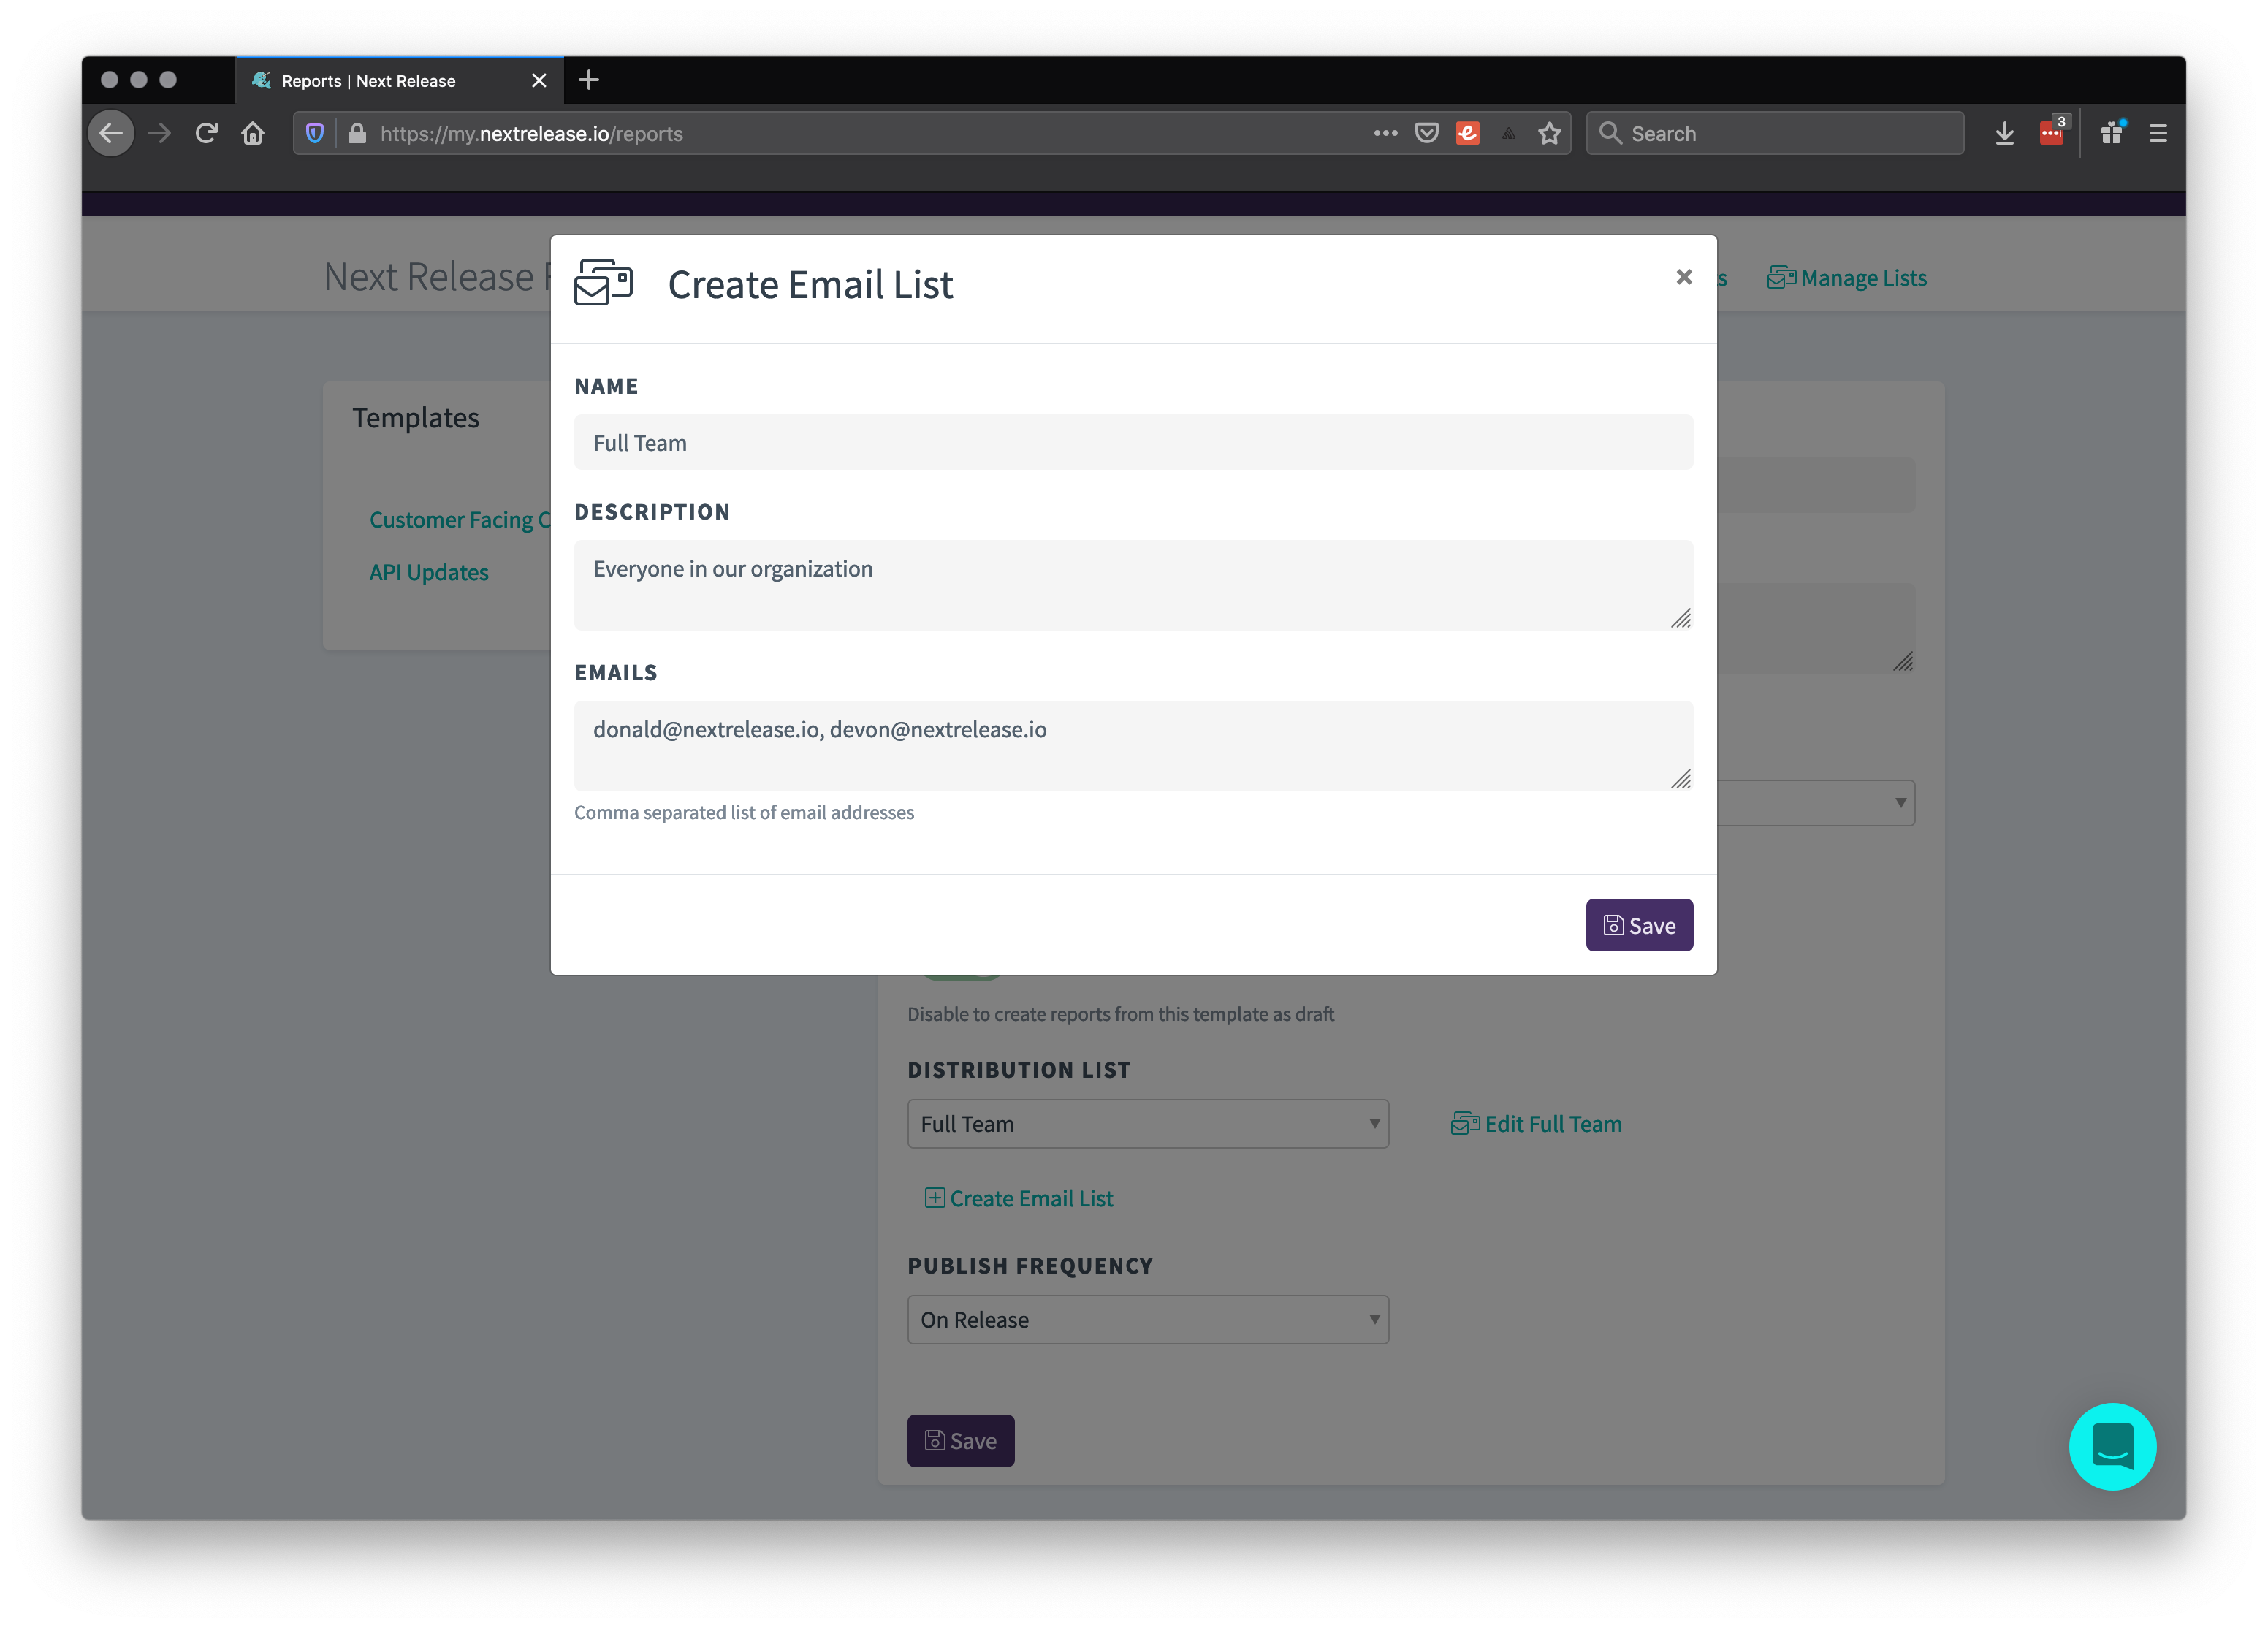 Reports | Next Release
https://my.nextrelease.io/reports
Search
3
Next Release
Manage Lists
Create Email List
NAME
Full Team
DESCRIPTION
Everyone in our organization
EMAILS
donald@nextrelease.io, devon@nextrelease.io
Comma separated list of email addresses
Save
Templates
Customer Facing
API Updates
Disable to create reports from this template as draft
DISTRIBUTION LIST
Full Team
Edit Full Team
Create Email List
PUBLISH FREQUENCY
On Release
Save